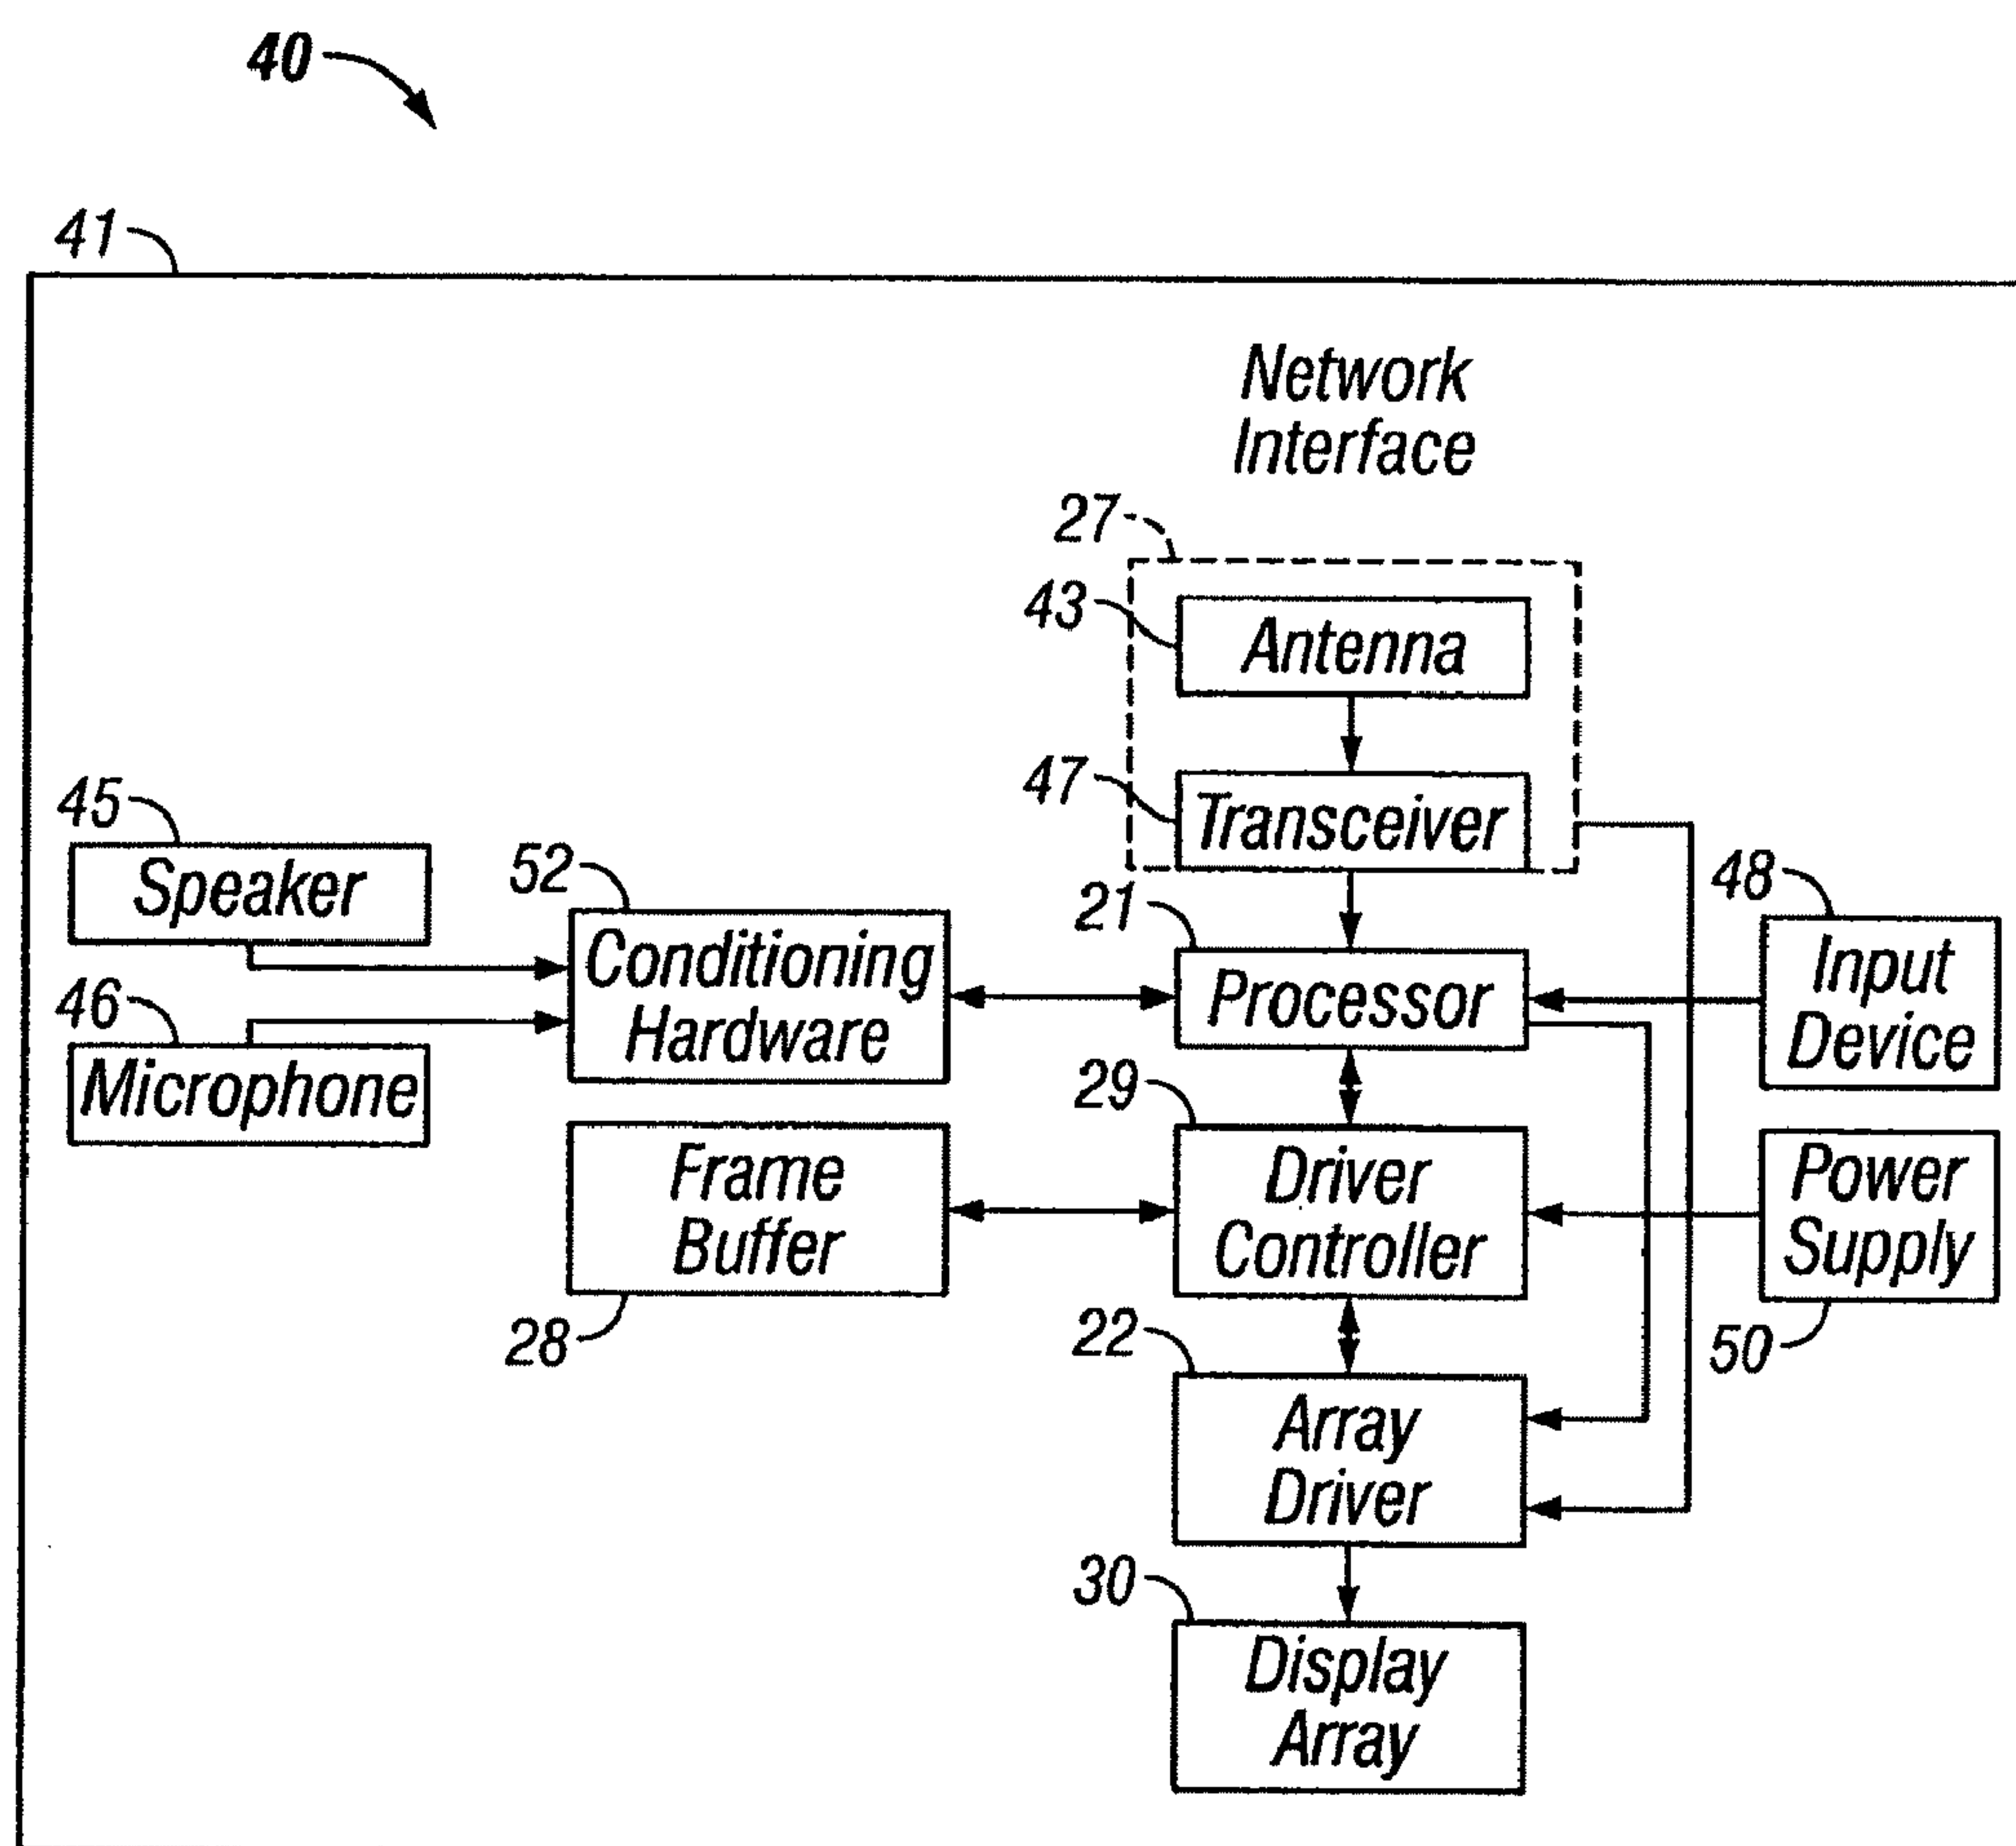 40
41
Network
Interface
27
43
Antenna
47
Transceiver
45
Speaker
52
Conditioning
Hardware
21
Processor
48
Input
Device
46
Microphone
29
Driver
Controller
Frame
Buffer
28
Power
Supply
50
22
Array
Driver
30
Display
Array